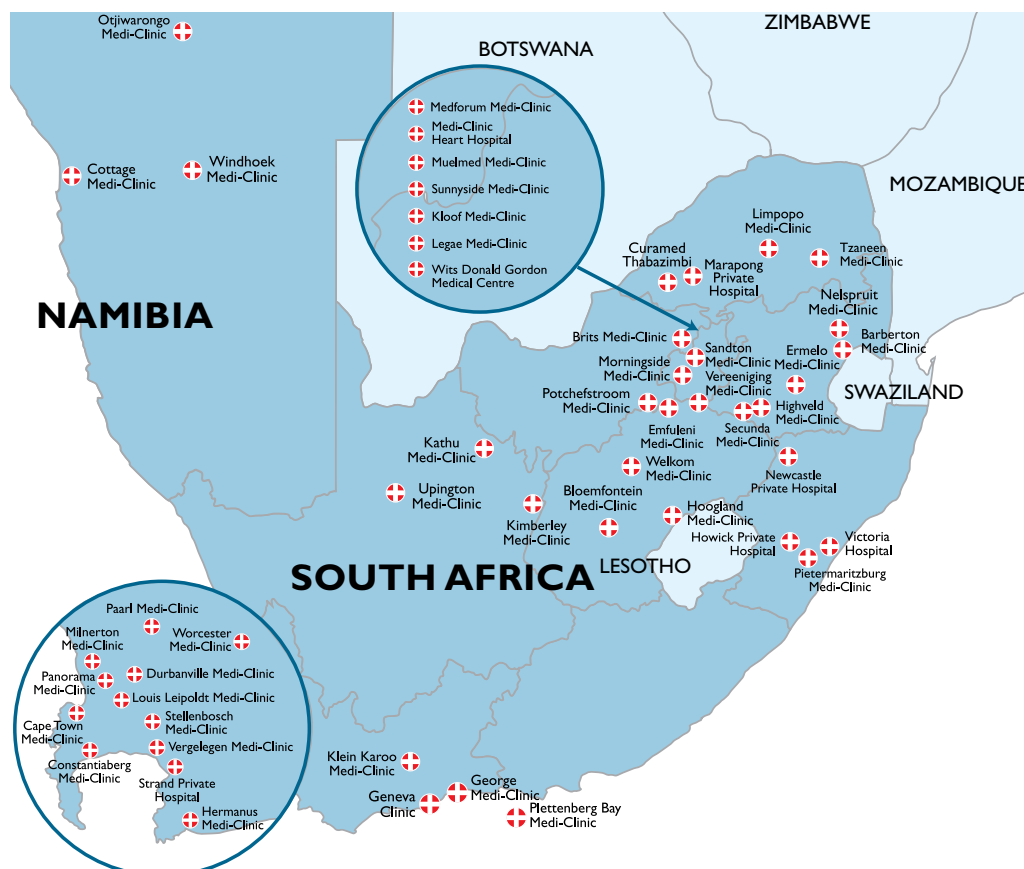 Otjiwarongo
Medi-Clinic
ZIMBABWE
BOTSWANA
Medforum Medi-Clinic
Medi-Clinic
Heart Hospital
Muelmed Medi-Clinic
Sunnyside Medi-Clinic
Kloof Medi-Clinic
Legae Medi-Clinic
Wits Donald Gordon
Medical Centre
Cottage
Medi-Clinic
Windhoek
Medi-Clinic
MOZAMBIQUE
Limpopo
Medi-Clinic
Tzaneen
Medi-Clinic
Curamed
Thabazimbi
Marapong
Private
Hospital
NAMIBIA
Nelspruit
Medi-Clinic
Barberton
Medi-Clinic
Brits Medi-Clinic
Sandton
Medi-Clinic
Ermelo
Medi-Clinic
Morningside
Medi-Clinic
Vereeniging
Medi-Clinic
SWAZILAND
Potchefstroom
Medi-Clinic
Highveld
Medi-Clinic
Emfuleni
Medi-Clinic
Secunda
Medi-Clinic
Kathu
Medi-Clinic
Welkom
Medi-Clinic
Newcastle
Private Hospital
Upington
Medi-Clinic
Bloemfontein
Medi-Clinic
Kimberley
Medi-Clinic
Hoogland
Medi-Clinic
Howick Private
Hospital
Victoria
Hospital
Pietermaritzburg
Medi-Clinic
LESOTHO
SOUTH AFRICA
Paarl Medi-Clinic
Milnerton
Medi-Clinic
Worcester
Medi-Clinic
Panorama
Medi-Clinic
Durbanville Medi-Clinic
Louis Leipoldt Medi-Clinic
Cape Town
Medi-Clinic
Stellenbosch
Medi-Clinic
Vergelegen Medi-Clinic
Constantiaberg
Medi-Clinic
Strand Private
Hospital
Hermanus
Medi-Clinic
Klein Karoo
Medi-Clinic
Geneva
Clinic
George
Medi-Clinic
Plettenberg Bay
Medi-Clinic